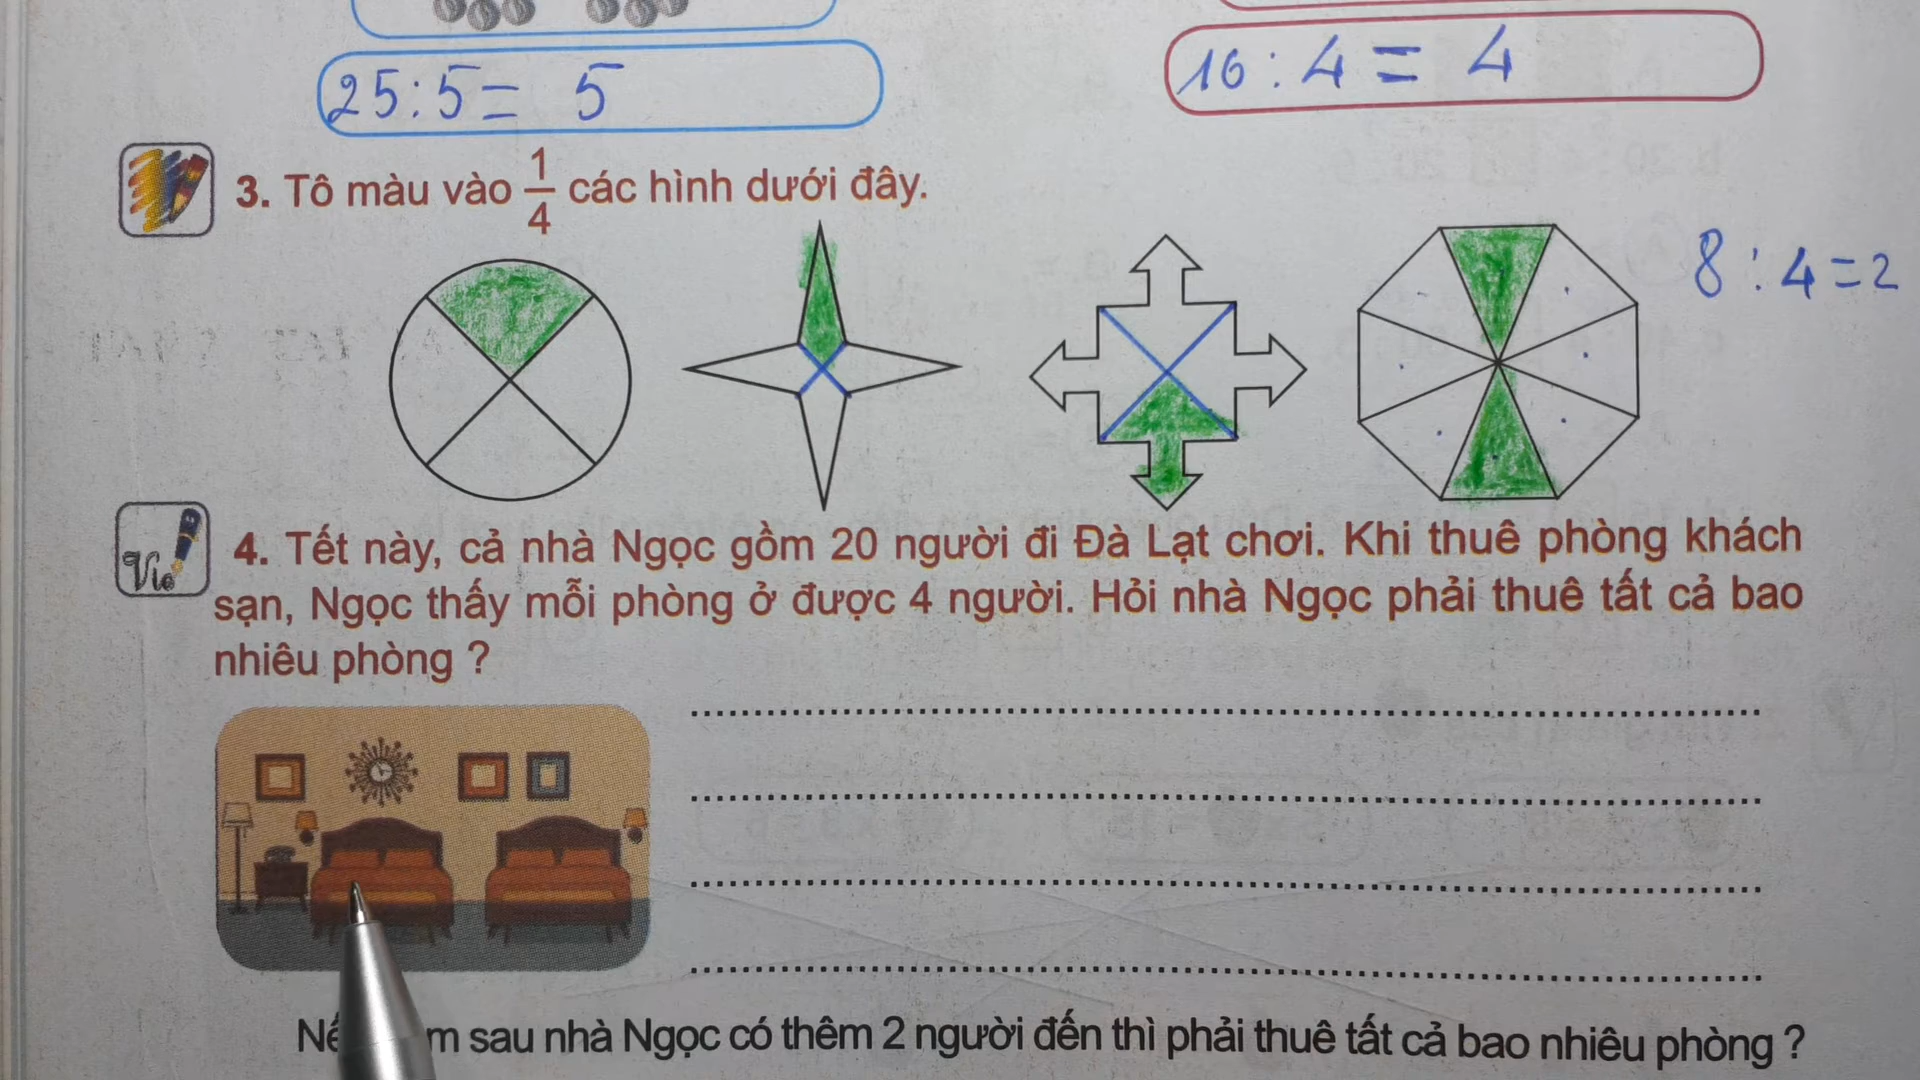 25:5= 5
16 : 4 = 4
3. Tô màu vào 1/4 các hình dưới đây.
8 : 4 = 2
4. Tết này, cả nhà Ngọc gồm 20 người đi Đà Lạt chơi. Khi thuê phòng khách
sạn, Ngọc thấy mỗi phòng ở được 4 người. Hỏi nhà Ngọc phải thuê tất cả bao
nhiêu phòng ?
sau nhà Ngọc có thêm 2 người đến thì phải thuê tất cả bao nhiêu phòng ?